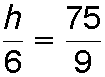 h/6 = 75/9